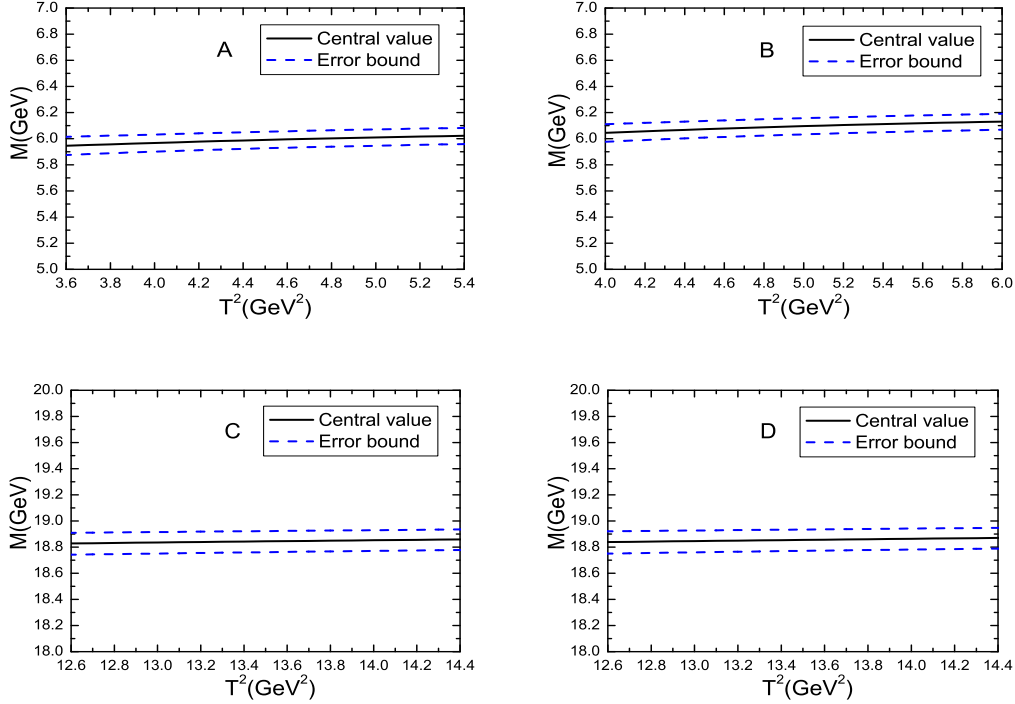 A
Central value
Error bound
M(GeV)
7.0
6.8
6.6
6.4
6.2
6.0
5.8
5.6
5.4
5.2
5.0
3.6 3.8 4.0 4.2 4.4 4.6 4.8 5.0 5.2 5.4
T²(GeV²)
B
Central value
Error bound
M(GeV)
7.0
6.8
6.6
6.4
6.2
6.0
5.8
5.6
5.4
5.2
5.0
4.0 4.2 4.4 4.6 4.8 5.0 5.2 5.4 5.6 5.8 6.0
T²(GeV²)
C
Central value
Error bound
M(GeV)
20.0
19.8
19.6
19.4
19.2
19.0
18.8
18.6
18.4
18.2
18.0
12.6 12.8 13.0 13.2 13.4 13.6 13.8 14.0 14.2 14.4
T²(GeV²)
D
Central value
Error bound
M(GeV)
20.0
19.8
19.6
19.4
19.2
19.0
18.8
18.6
18.4
18.2
18.0
12.6 12.8 13.0 13.2 13.4 13.6 13.8 14.0 14.2 14.4
T²(GeV²)